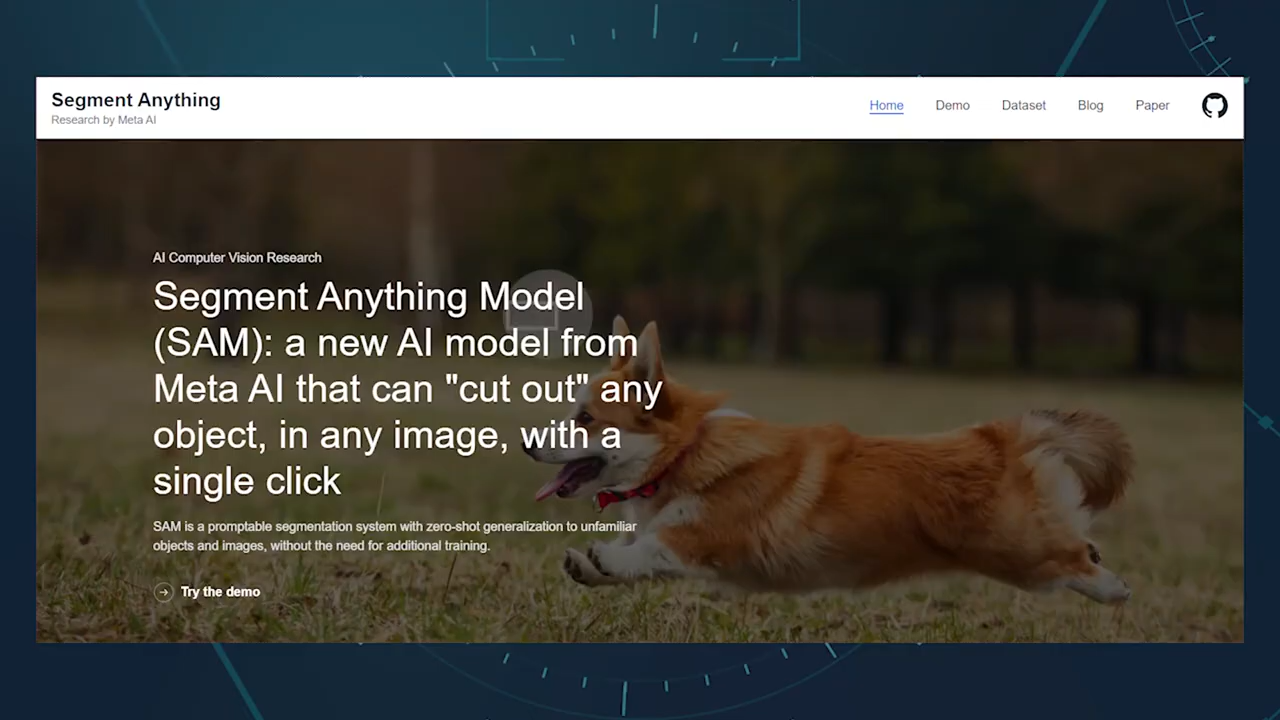 Segment Anything
Research by Meta AI
Home Demo Dataset Blog Paper
AI Computer Vision Research
Segment Anything Model
(SAM): a new AI model from
Meta AI that can "cut out" any
object, in any image, with a
single click
SAM is a promptable segmentation system with zero-shot generalization to unfamiliar
objects and images, without the need for additional training.
Try the demo